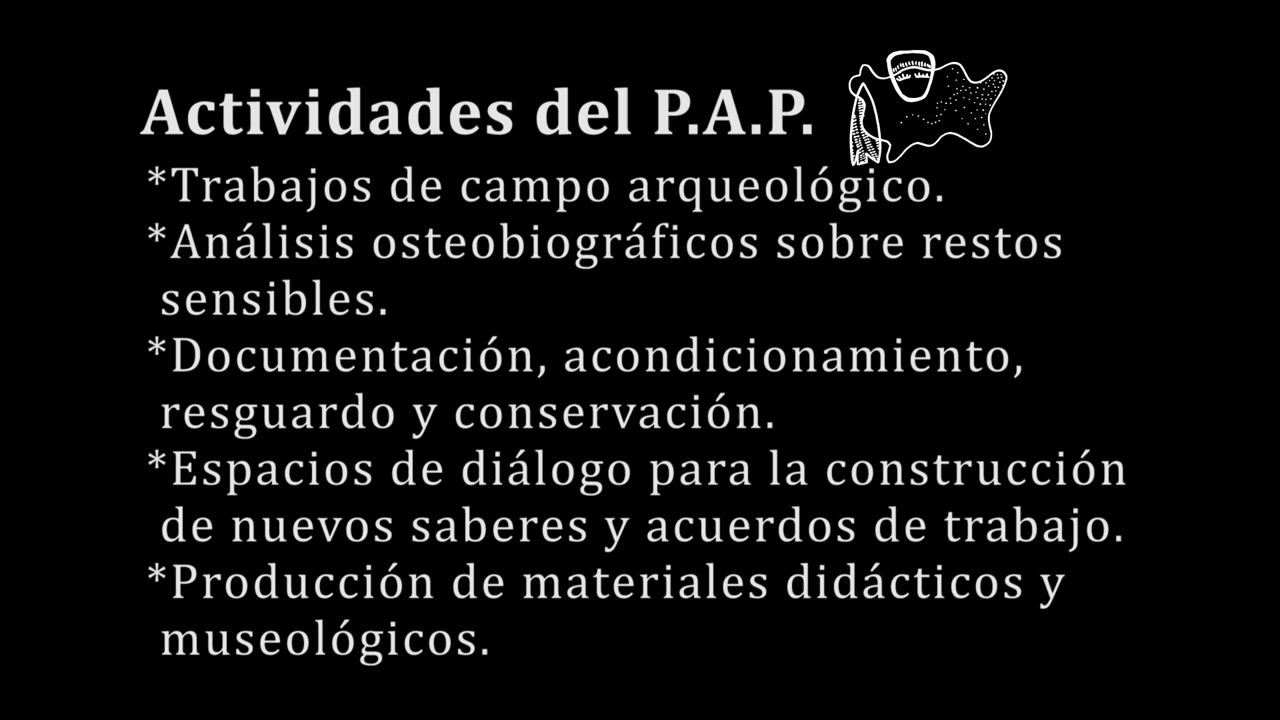 Actividades del P.A.P.
*Trabajos de campo arqueológico.
*Análisis osteobiográficos sobre restos
sensibles.
*Documentación, acondicionamiento,
resguardo y conservación.
*Espacios de diálogo para la construcción
de nuevos saberes y acuerdos de trabajo.
*Producción de materiales didácticos y
museológicos.